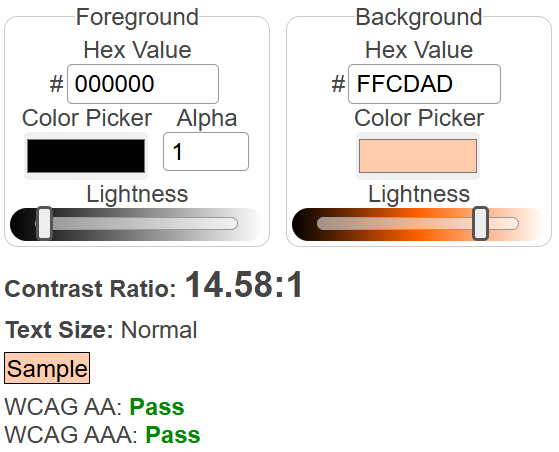 Foreground Background
Hex Value Hex Value
# 000000 # FFCDAD
Color Picker Alpha Color Picker
1
Lightness Lightness
Contrast Ratio: 14.58:1
Text Size: Normal
Sample
WCAG AA: Pass
WCAG AAA: Pass